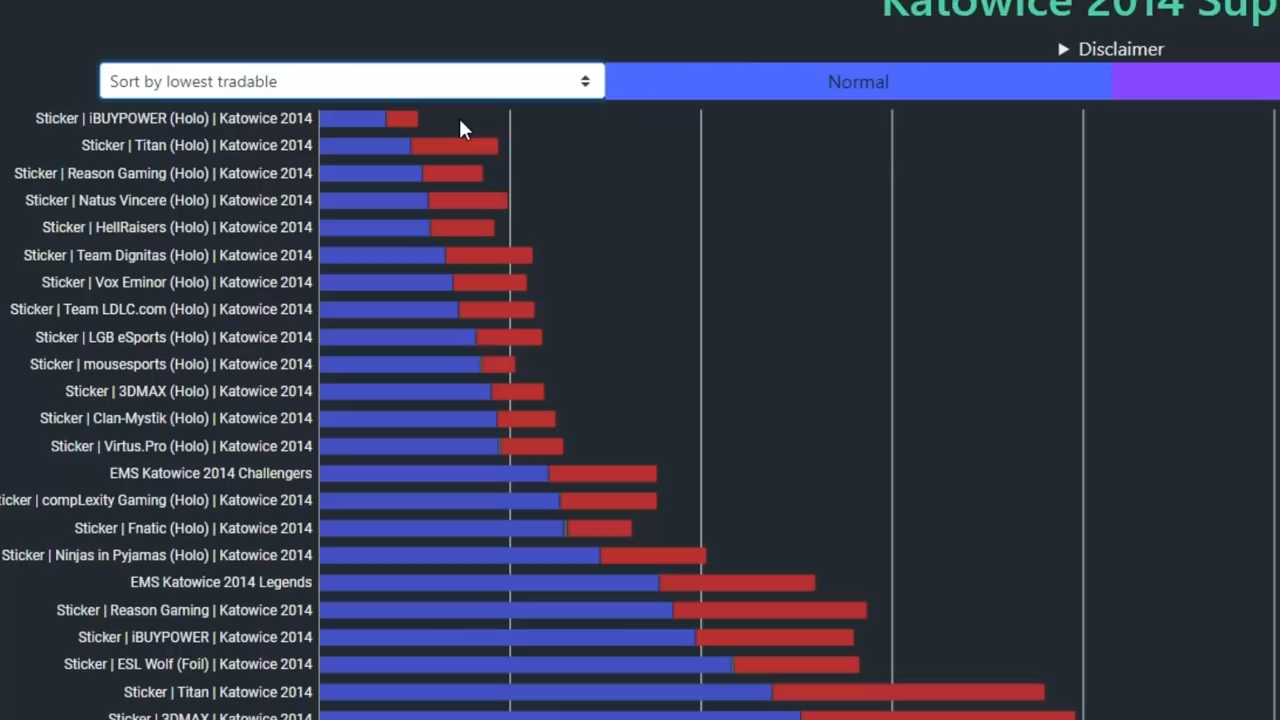 Katowice 2014 Sup
▶ Disclaimer
Sort by lowest tradable
Normal
Sticker | iBUYPOWER (Holo) | Katowice 2014
Sticker | Titan (Holo) | Katowice 2014
Sticker | Reason Gaming (Holo) | Katowice 2014
Sticker | Natus Vincere (Holo) | Katowice 2014
Sticker | HellRaisers (Holo) | Katowice 2014
Sticker | Team Dignitas (Holo) | Katowice 2014
Sticker | Vox Eminor (Holo) | Katowice 2014
Sticker | Team LDLC.com (Holo) | Katowice 2014
Sticker | LGB eSports (Holo) | Katowice 2014
Sticker | mousesports (Holo) | Katowice 2014
Sticker | 3DMAX (Holo) | Katowice 2014
Sticker | Clan-Mystik (Holo) | Katowice 2014
Sticker | Virtus.Pro (Holo) | Katowice 2014
EMS Katowice 2014 Challengers
ticker | compLexity Gaming (Holo) | Katowice 2014
Sticker | Fnatic (Holo) | Katowice 2014
Sticker | Ninjas in Pyjamas (Holo) | Katowice 2014
EMS Katowice 2014 Legends
Sticker | Reason Gaming | Katowice 2014
Sticker | iBUYPOWER | Katowice 2014
Sticker | ESL Wolf (Foil) | Katowice 2014
Sticker | Titan | Katowice 2014
Sticker | 3DMAX | Katowice 2014